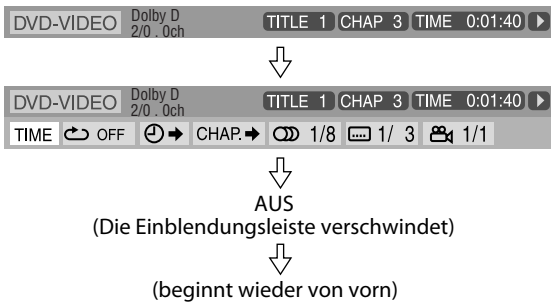 DVD-VIDEO Dolby D 2/0 . 0ch TITLE 1 CHAP 3 TIME 0:01:40
DVD-VIDEO Dolby D 2/0 . 0ch TITLE 1 CHAP 3 TIME 0:01:40
TIME OFF CHAP. 1/8 1/ 3 1/1
AUS
(Die Einblendungsleiste verschwindet)
(beginnt wieder von vorn)